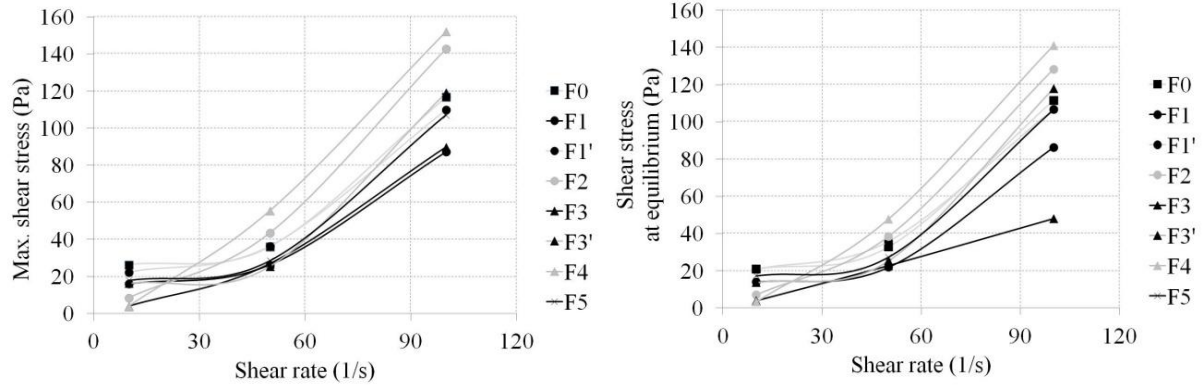 Max. shear stress (Pa)
160
140
120
100
80
60
40
20
0
0 30 60 90 120
Shear rate (1/s)
F0
F1
F1'
F2
F3
F3'
F4
F5
Shear stress
at equilibrium (Pa)
160
140
120
100
80
60
40
20
0
0 30 60 90 120
Shear rate (1/s)
F0
F1
F1'
F2
F3
F3'
F4
F5